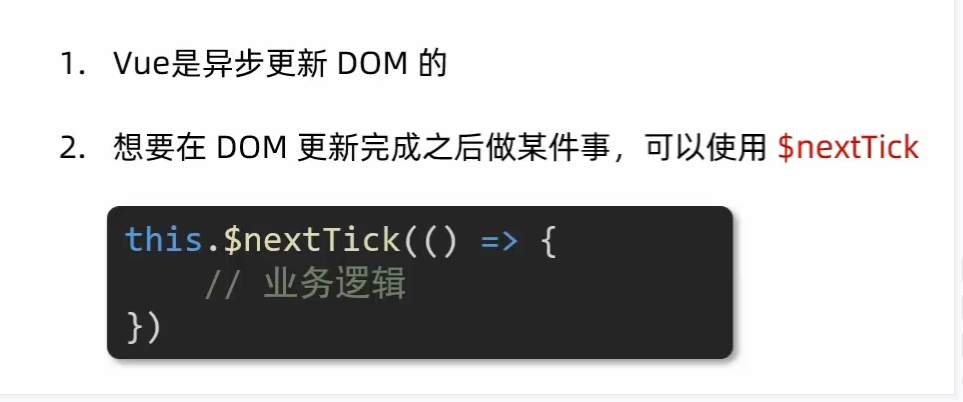 1. Vue是异步更新 DOM 的
2. 想要在 DOM 更新完成之后做某件事，可以使用 $nextTick
this.$nextTick(() => {
// 业务逻辑
})